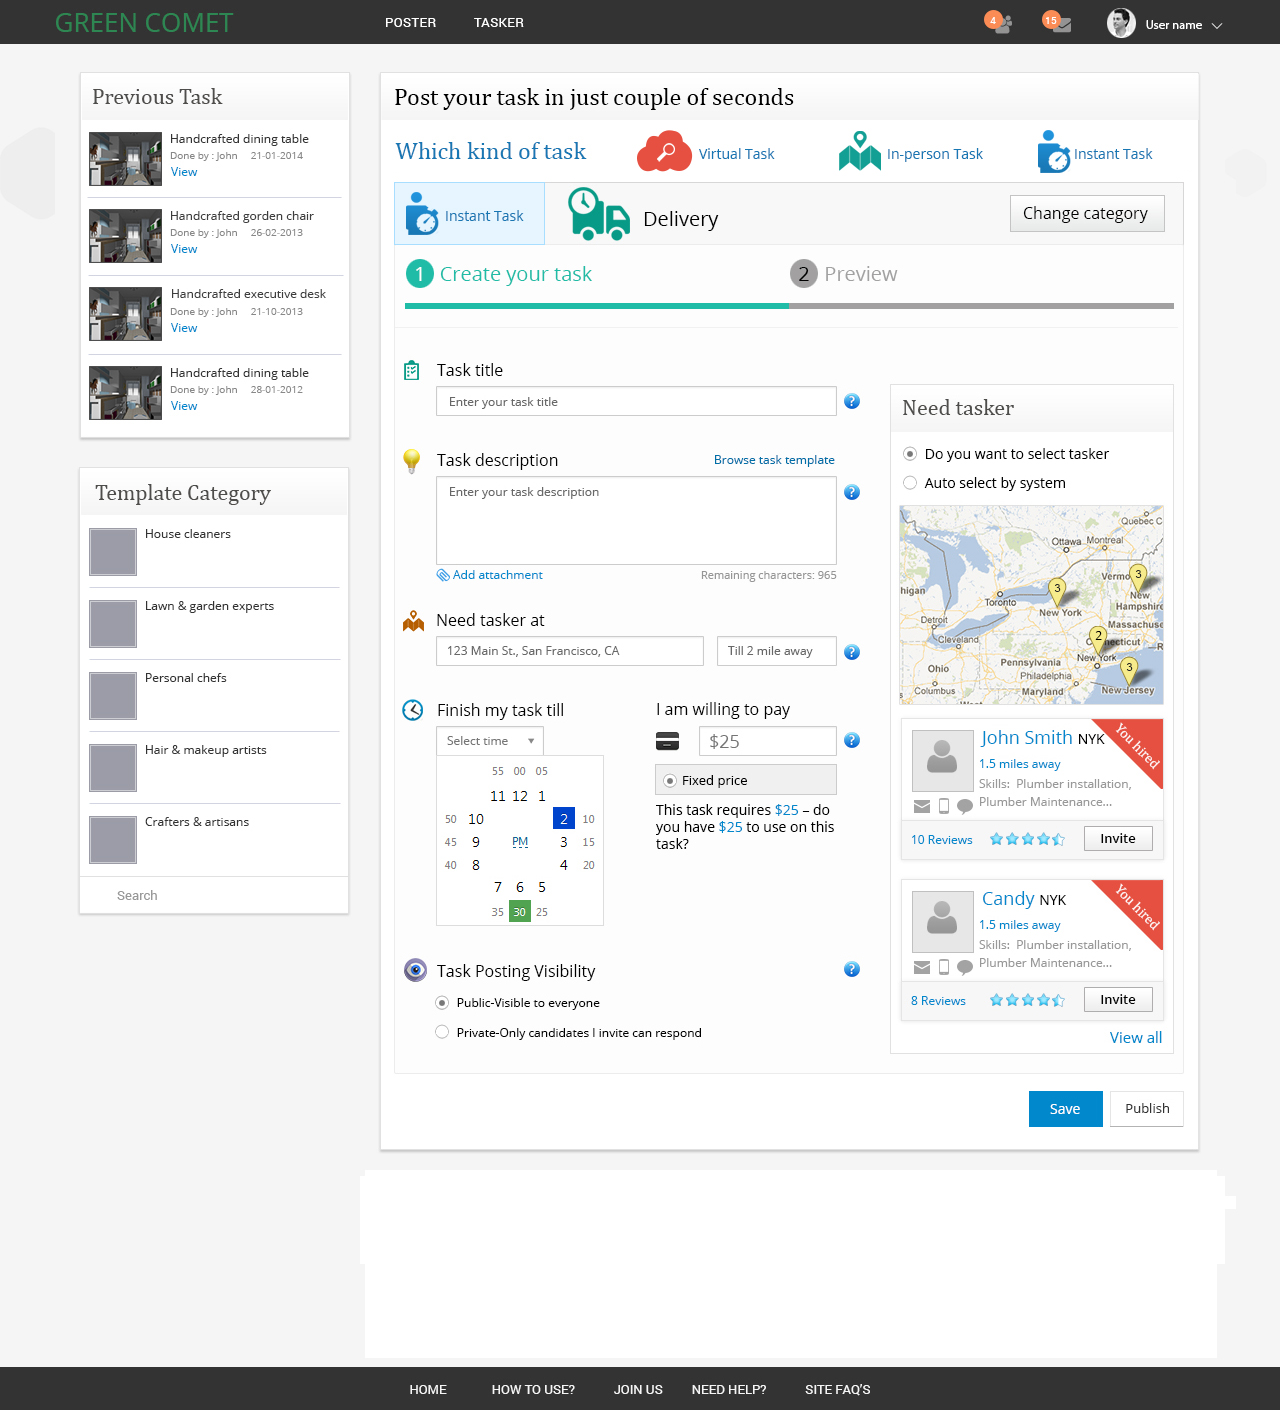 GREEN COMET
POSTER
TASKER
4
15
User name
Previous Task
Handcrafted dining table
Done by : John 21-01-2014
View
Handcrafted gorden chair
Done by : John 26-02-2013
View
Handcrafted executive desk
Done by : John 21-10-2013
View
Handcrafted dining table
Done by : John 28-01-2012
View
Template Category
House cleaners
Lawn & garden experts
Personal chefs
Hair & makeup artists
Crafters & artisans
Search
Post your task in just couple of seconds
Which kind of task
Virtual Task
In-person Task
Instant Task
Instant Task
Delivery
Change category
1 Create your task
2 Preview
Task title
Enter your task title
?
Task description
Browse task template
Enter your task description
?
Add attachment
Remaining characters: 965
Need tasker at
123 Main St., San Francisco, CA
Till 2 mile away
?
Finish my task till
Select time
55 00 05
11 12 1
50 10 2 10
45 9 PM 3 15
40 8 4 20
7 6 5
35 30 25
I am willing to pay
$25
?
Fixed price
This task requires $25 – do
you have $25 to use on this
task?
Task Posting Visibility
?
Public-Visible to everyone
Private-Only candidates I invite can respond
Need tasker
Do you want to select tasker
Auto select by system
Quebec C
Ottawa Montreal
higan
Toronto
3
New York
Vermo
3
New
Hampshire
Detroit
Cleveland
Massachuse
2
necticut
New York
Ohio
Pennsylvania
3
Philadelphia
Columbus
Maryland
New Jersey
John Smith NYK
You hired
1.5 miles away
Skills: Plumber installation,
Plumber Maintenance...
10 Reviews
Invite
Candy NYK
You hired
1.5 miles away
Skills: Plumber installation,
Plumber Maintenance...
8 Reviews
Invite
View all
Save
Publish
HOME
HOW TO USE?
JOIN US
NEED HELP?
SITE FAQ'S